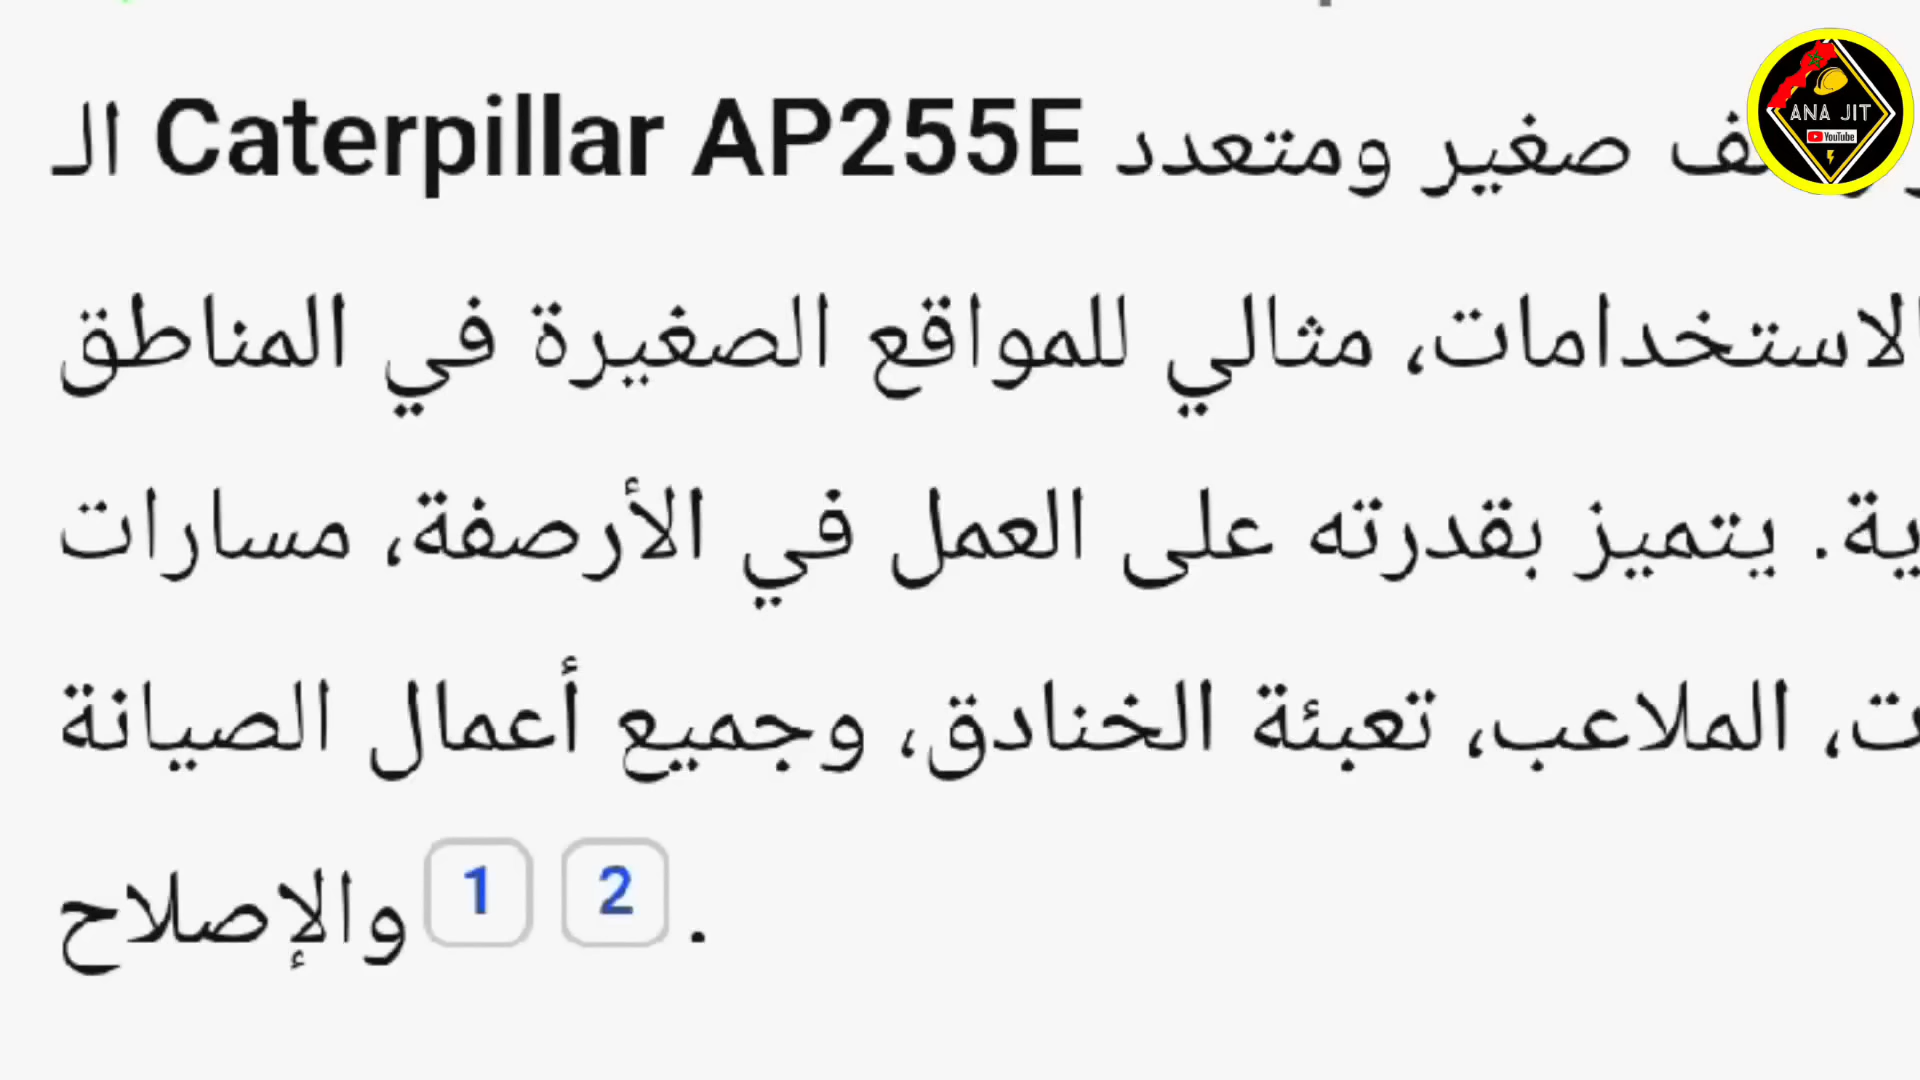 الـ Caterpillar AP255E صغير ومتعدد
الاستخدامات، مثالي للمواقع الصغيرة في المناطق
يتميز بقدرته على العمل في الأرصفة، مسارات
الملاعب، تعبئة الخنادق، وجميع أعمال الصيانة
والإصلاح 1 2 .
ANA JIT
YouTube